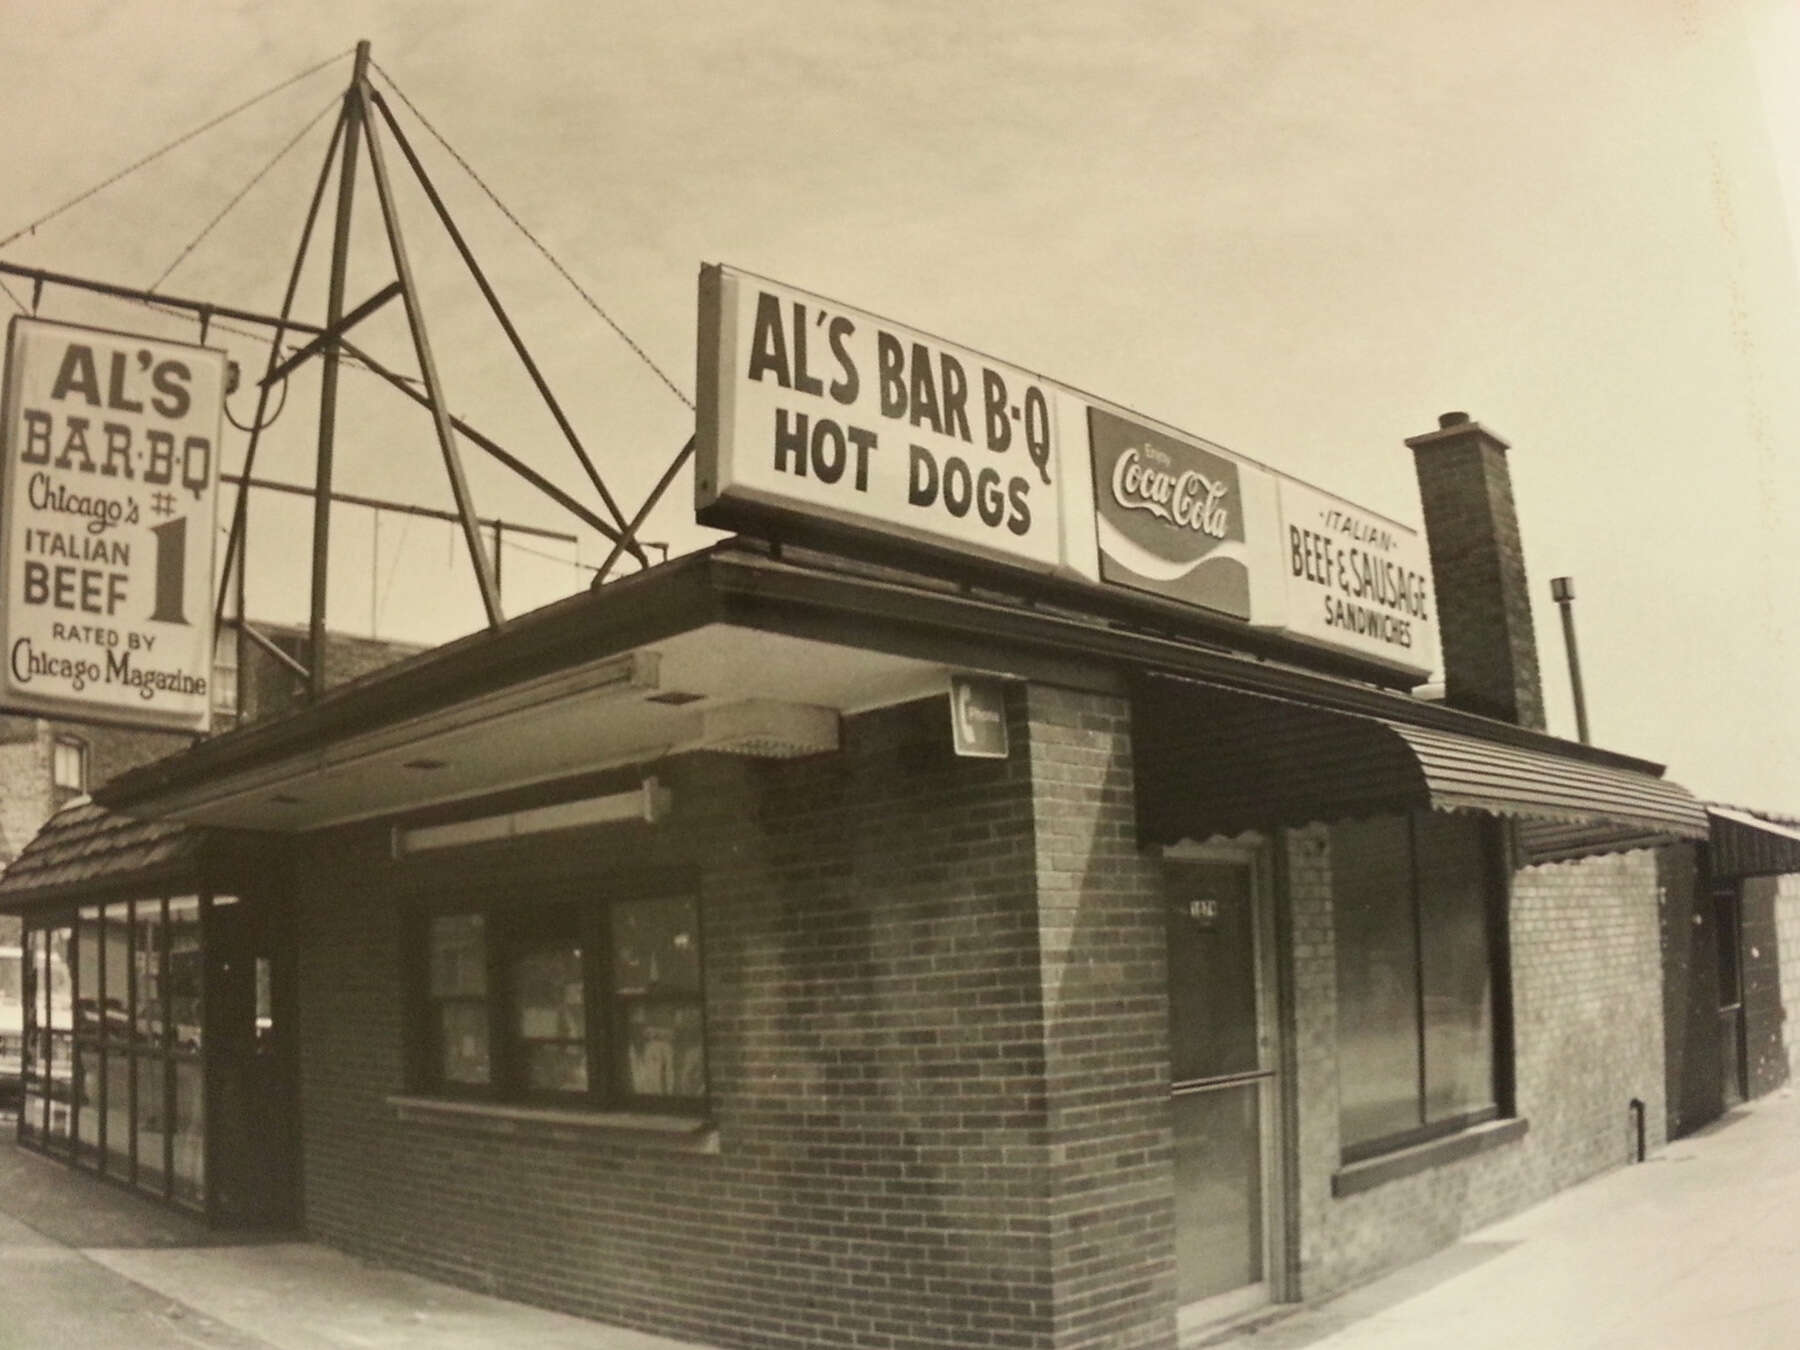 AL'S
BAR-B-Q
Chicago's #1
ITALIAN
BEEF
RATED BY
Chicago Magazine
AL'S BAR B-Q
HOT DOGS
Enjoy
Coca-Cola
-ITALIAN-
BEEF & SAUSAGE
SANDWICHES